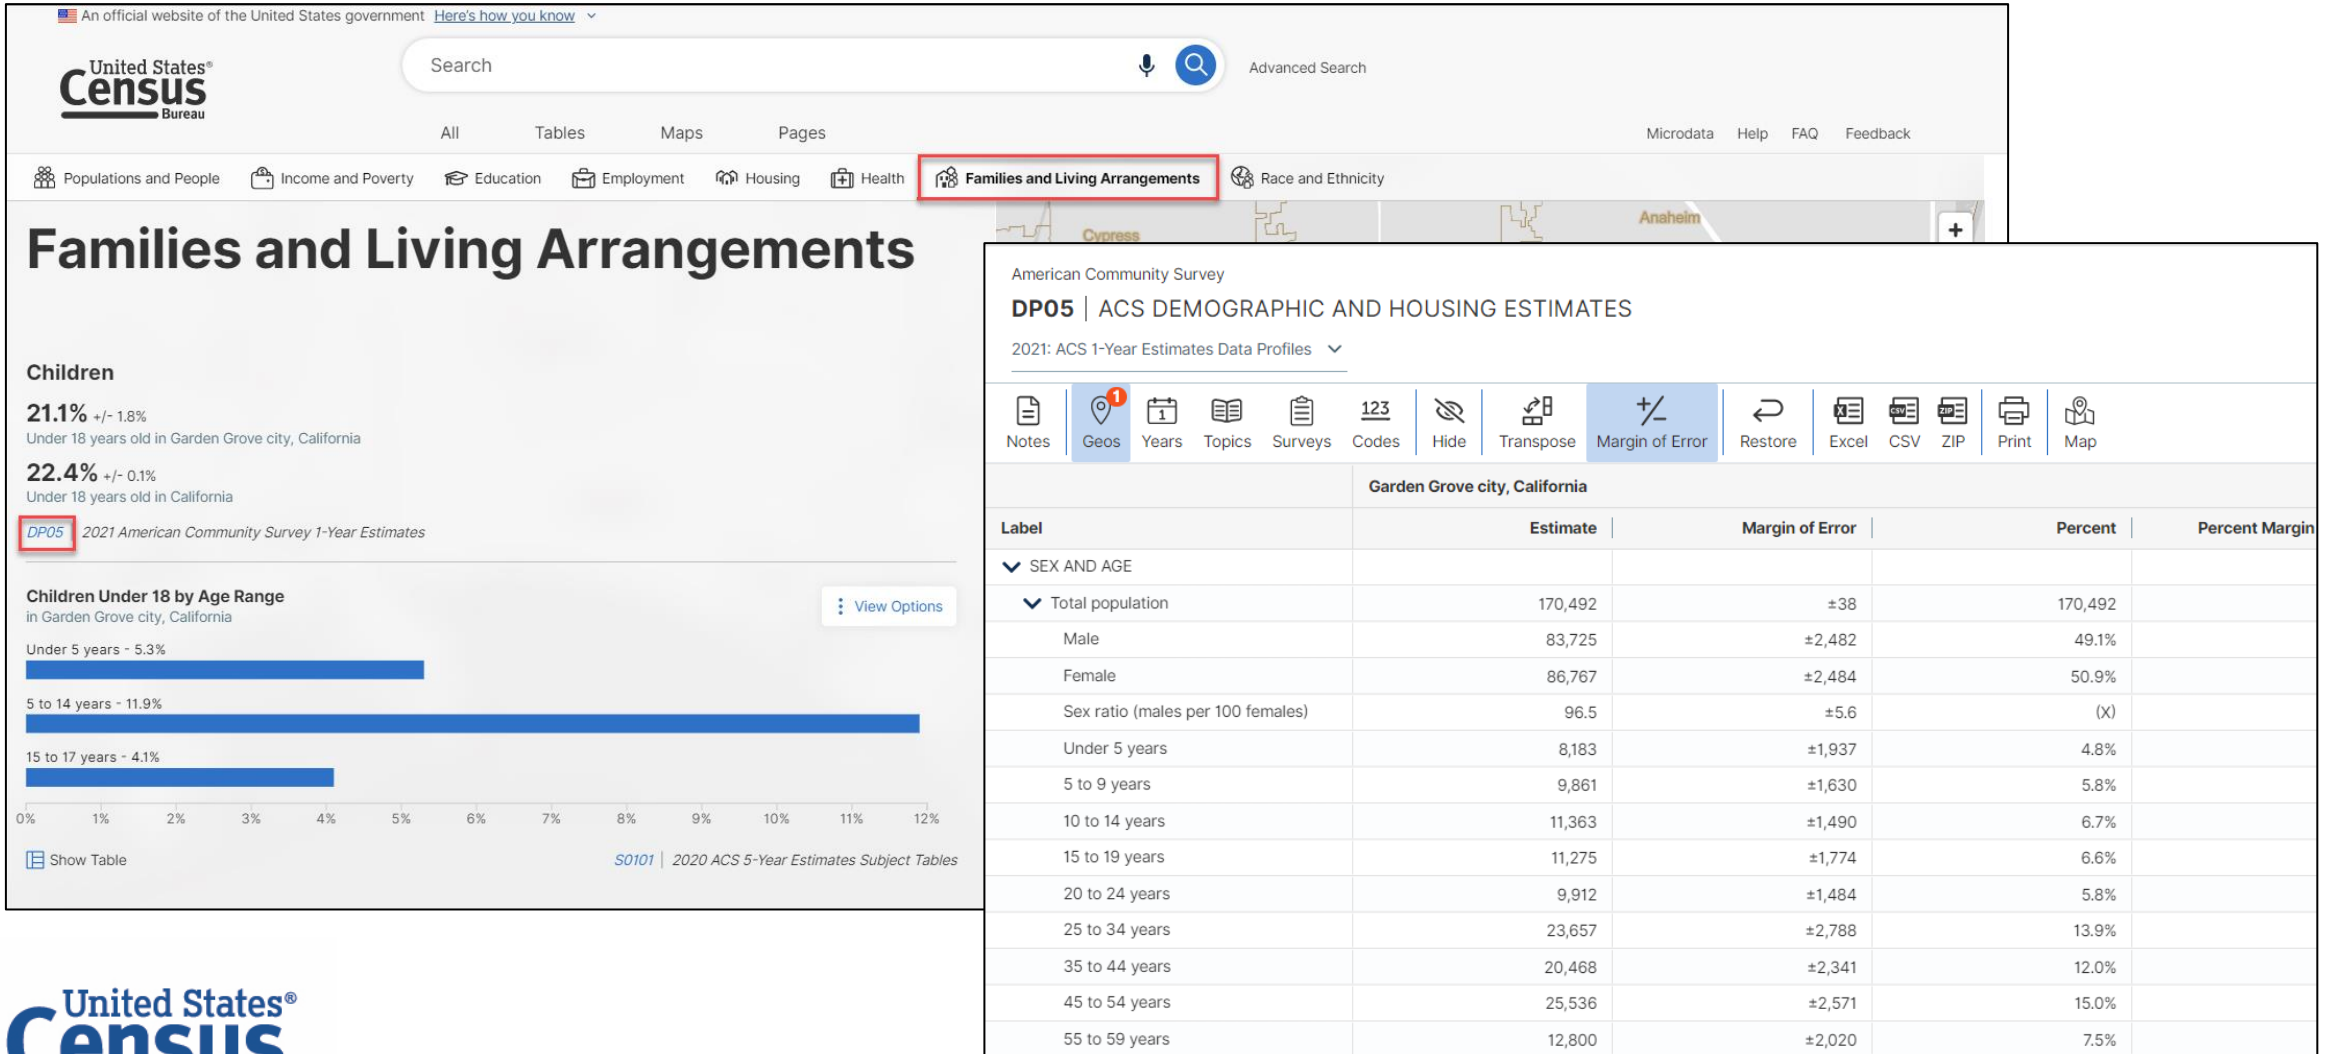 An official website of the United States government Here's how you know
United States®
Census
Bureau
Search
Advanced Search
All Tables Maps Pages
Microdata Help FAQ Feedback
Populations and People Income and Poverty Education Employment Housing Health Families and Living Arrangements Race and Ethnicity
Families and Living Arrangements
Cypress
Anaheim
+
Children
21.1% +/- 1.8%
Under 18 years old in Garden Grove city, California
22.4% +/- 0.1%
Under 18 years old in California
DP05 | 2021 American Community Survey 1-Year Estimates
Children Under 18 by Age Range
in Garden Grove city, California
View Options
Under 5 years - 5.3%
5 to 14 years - 11.9%
15 to 17 years - 4.1%
0% 1% 2% 3% 4% 5% 6% 7% 8% 9% 10% 11% 12%
Show Table
S0101 | 2020 ACS 5-Year Estimates Subject Tables
American Community Survey
DP05 | ACS DEMOGRAPHIC AND HOUSING ESTIMATES
2021: ACS 1-Year Estimates Data Profiles
1
1 123 +/- X CSV ZIP
Notes Geos Years Topics Surveys Codes Hide Transpose Margin of Error Restore Excel CSV ZIP Print Map
Garden Grove city, California
Label Estimate Margin of Error Percent Percent Margin
SEX AND AGE
Total population 170,492 ±38 170,492
Male 83,725 ±2,482 49.1%
Female 86,767 ±2,484 50.9%
Sex ratio (males per 100 females) 96.5 ±5.6 (X)
Under 5 years 8,183 ±1,937 4.8%
5 to 9 years 9,861 ±1,630 5.8%
10 to 14 years 11,363 ±1,490 6.7%
15 to 19 years 11,275 ±1,774 6.6%
20 to 24 years 9,912 ±1,484 5.8%
25 to 34 years 23,657 ±2,788 13.9%
35 to 44 years 20,468 ±2,341 12.0%
45 to 54 years 25,536 ±2,571 15.0%
55 to 59 years 12,800 ±2,020 7.5%
United States®
Census